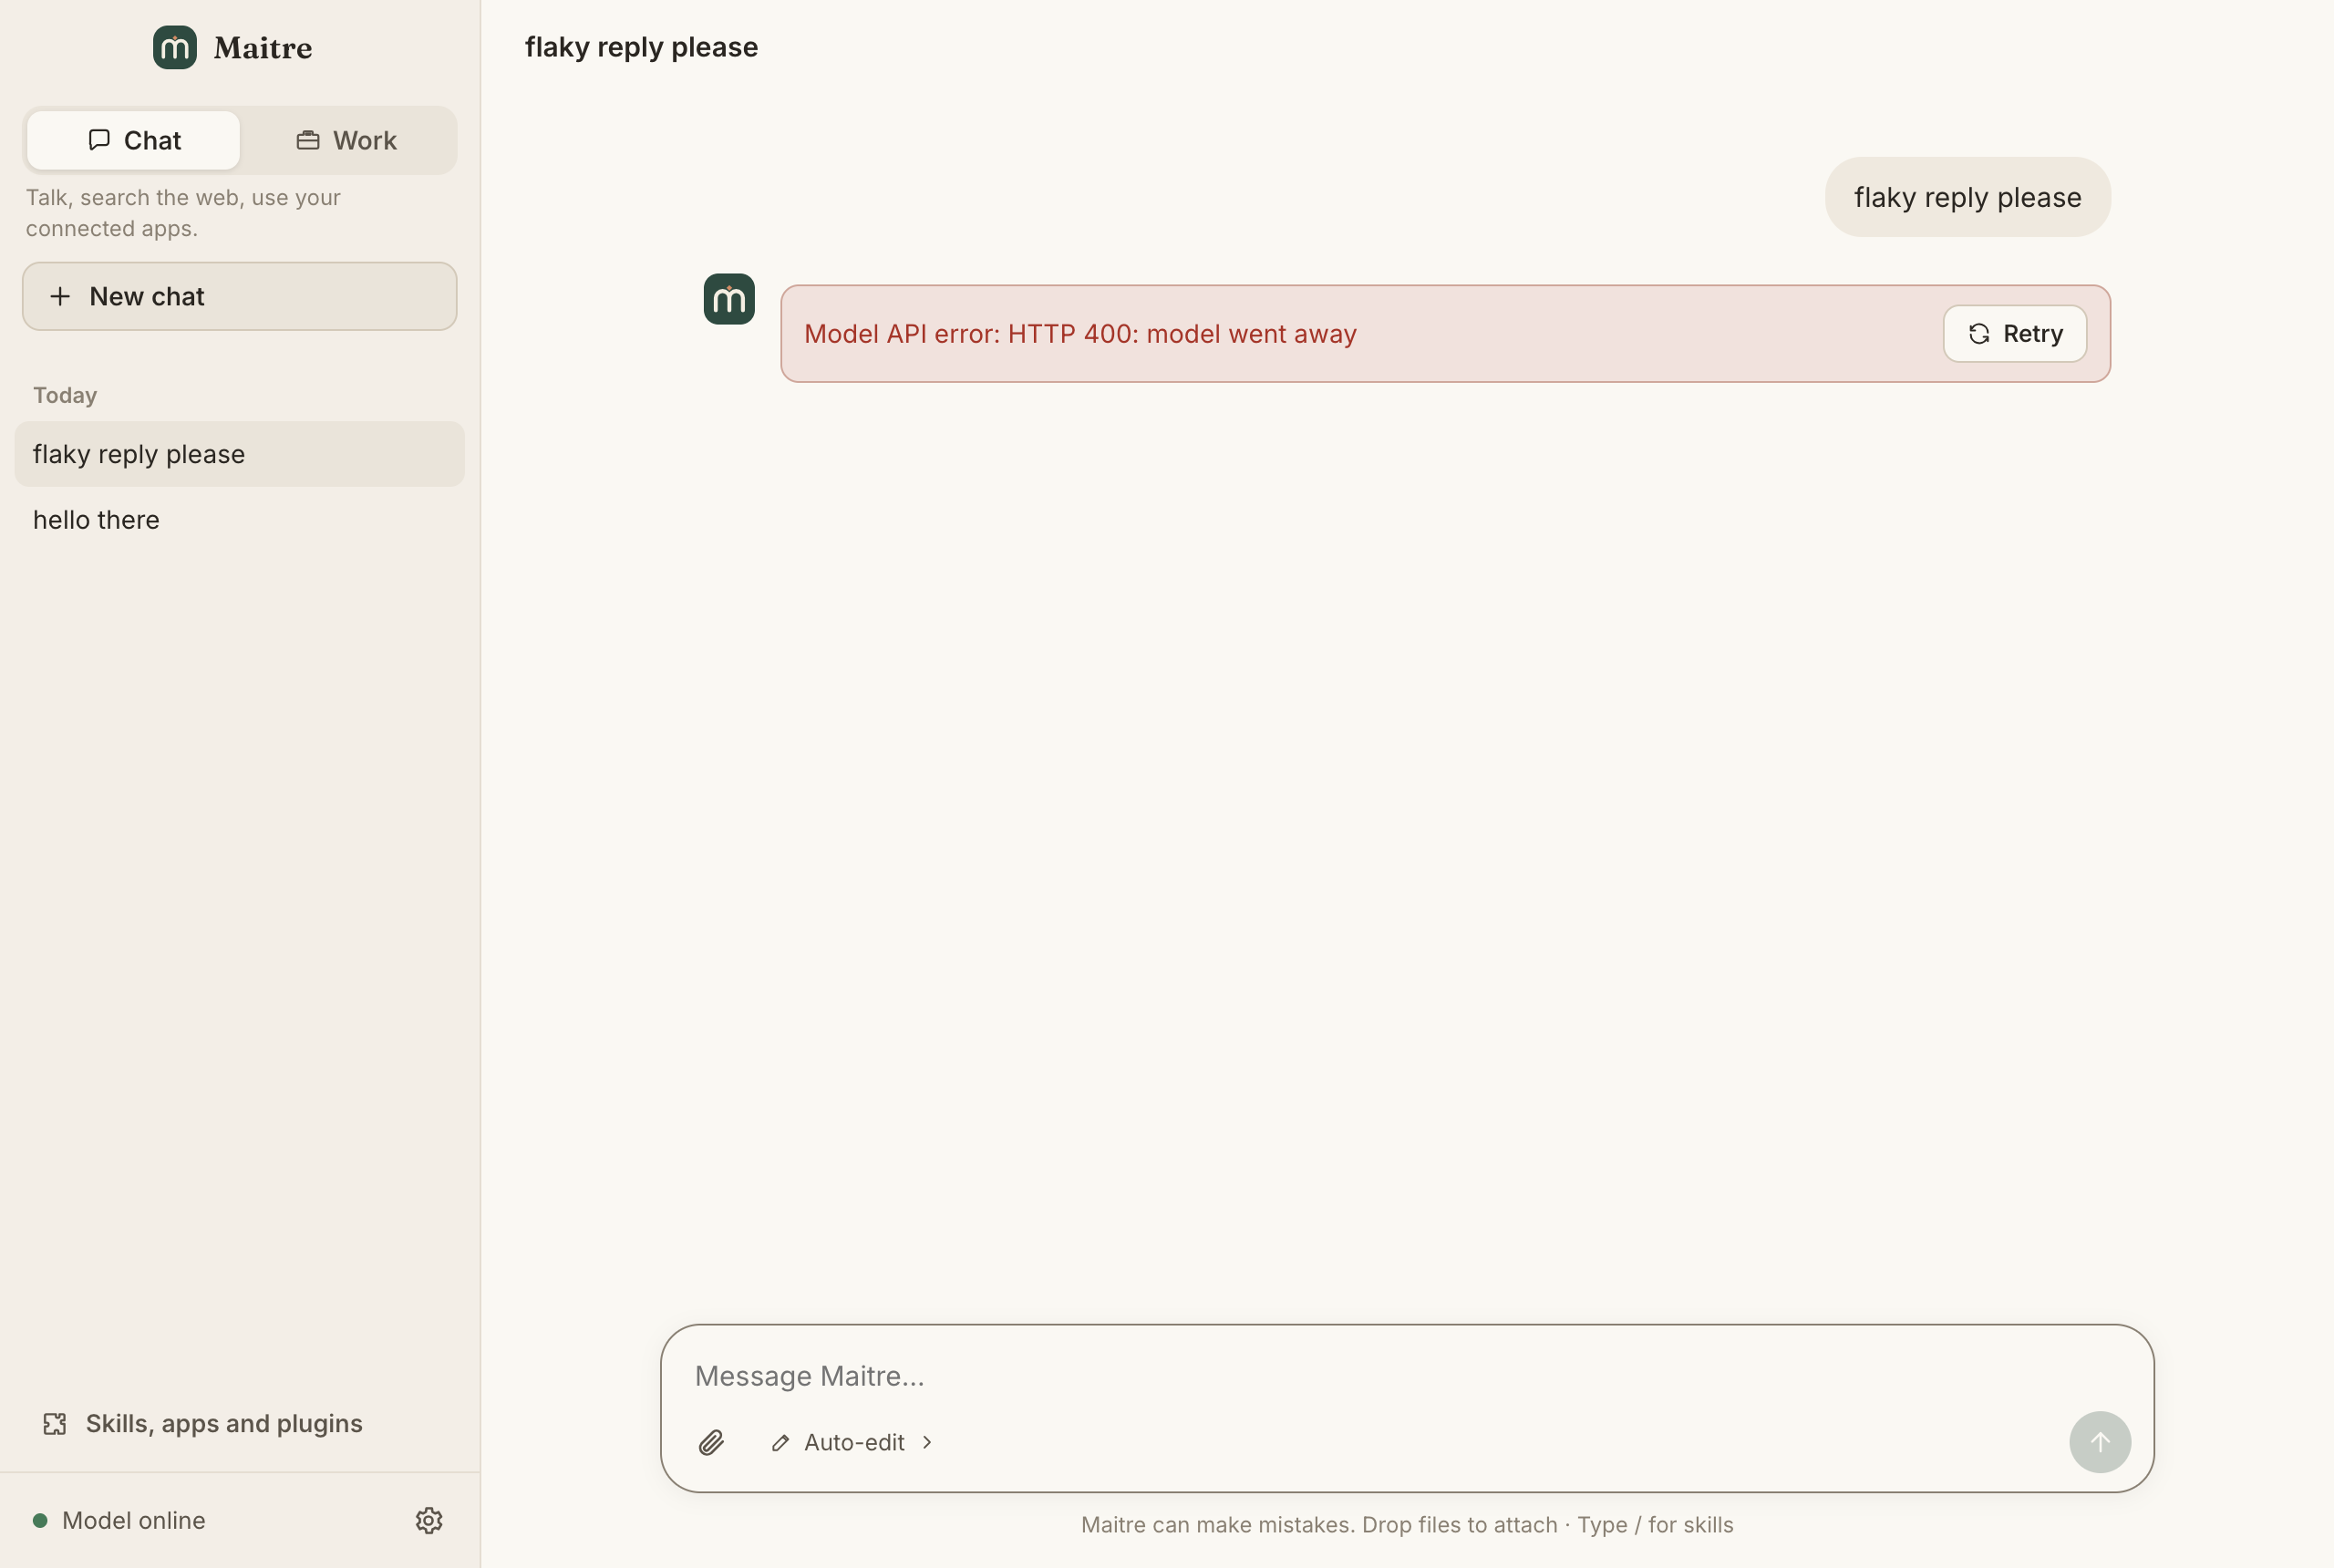 Maitre
Chat
Work
Talk, search the web, use your
connected apps.
New chat
Today
flaky reply please
hello there
Skills, apps and plugins
Model online
flaky reply please
flaky reply please
Model API error: HTTP 400: model went away
Retry
Message Maitre...
Auto-edit
Maitre can make mistakes. Drop files to attach · Type / for skills